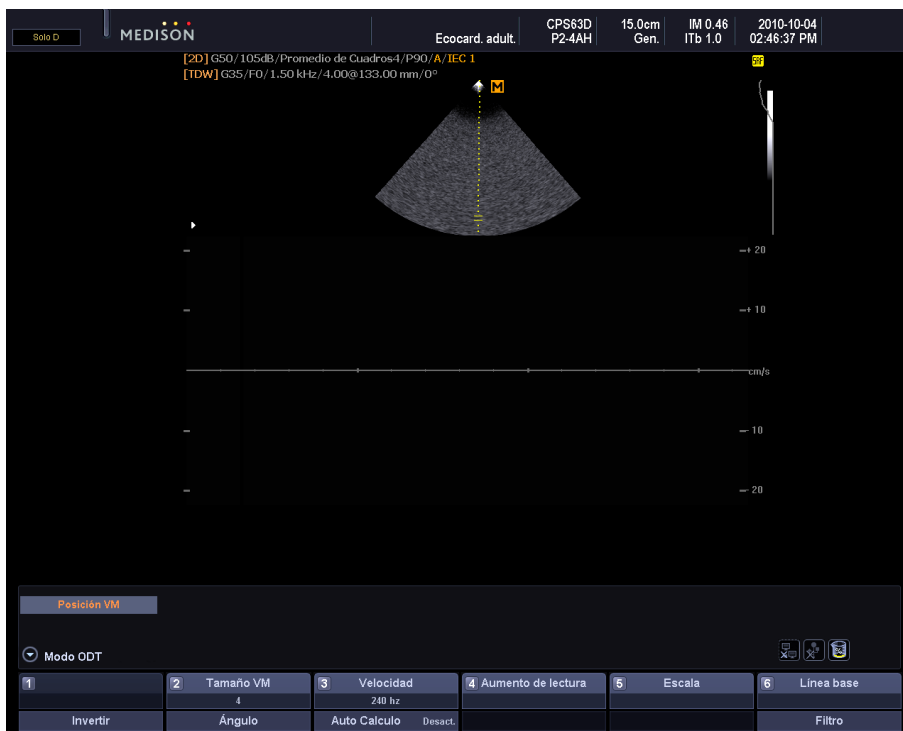 Solo D
MEDISON
Ecocard. adult.
CPS63D
P2-4AH
15.0cm
Gen.
IM 0.46
ITb 1.0
2010-10-04
02:46:37 PM
[2D] G50/105dB/Promedio de Cuadros4/P90/A/IEC 1
[TDW] G35/F0/1.50 kHz/4.00@133.00 mm/0°
M
+ 20
+ 10
cm/s
- 10
- 20
Posición VM
Modo ODT
1
2 Tamaño VM
4
3 Velocidad
240 hz
4 Aumento de lectura
5 Escala
6 Línea base
Invertir
Ángulo
Auto Calculo Desact.
Filtro